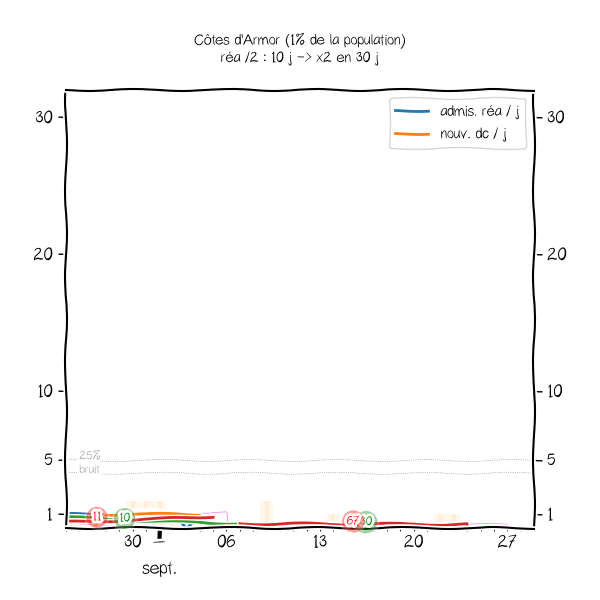 Côtes d'Armor (1% de la population)
réa /2 : 10 j -> x2 en 30 j
admis. réa / j
nouv. dc / j
30 30
20 20
10 10
5 25% 5
bruit
1 11 10 67 30 1
30 1 06 13 20 27
sept.